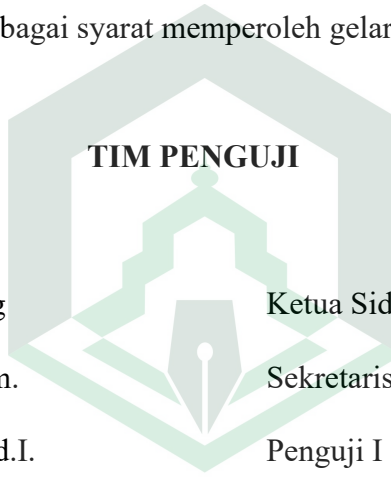 bagai syarat memperoleh gelar
TIM PENGUJI
Ketua Sid
Sekretaris
d.I. Penguji I